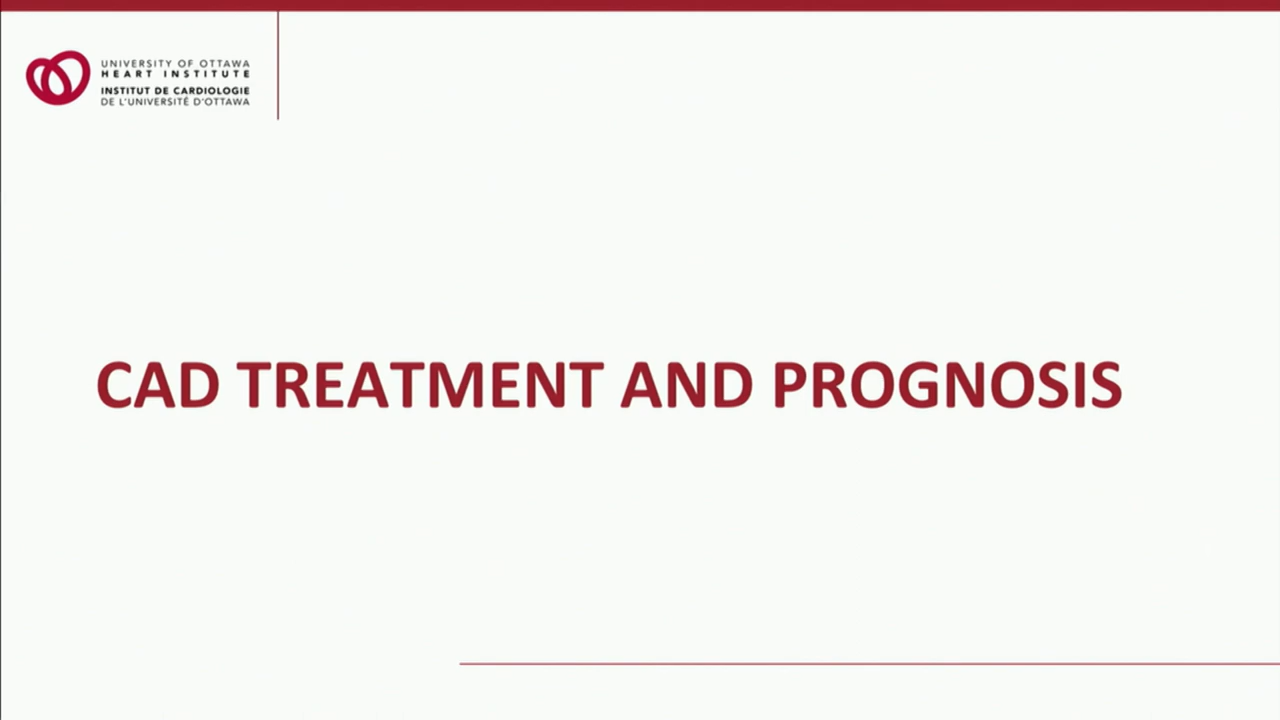 UNIVERSITY OF OTTAWA
HEART INSTITUTE
INSTITUT DE CARDIOLOGIE
DE L'UNIVERSITÉ D'OTTAWA
CAD TREATMENT AND PROGNOSIS